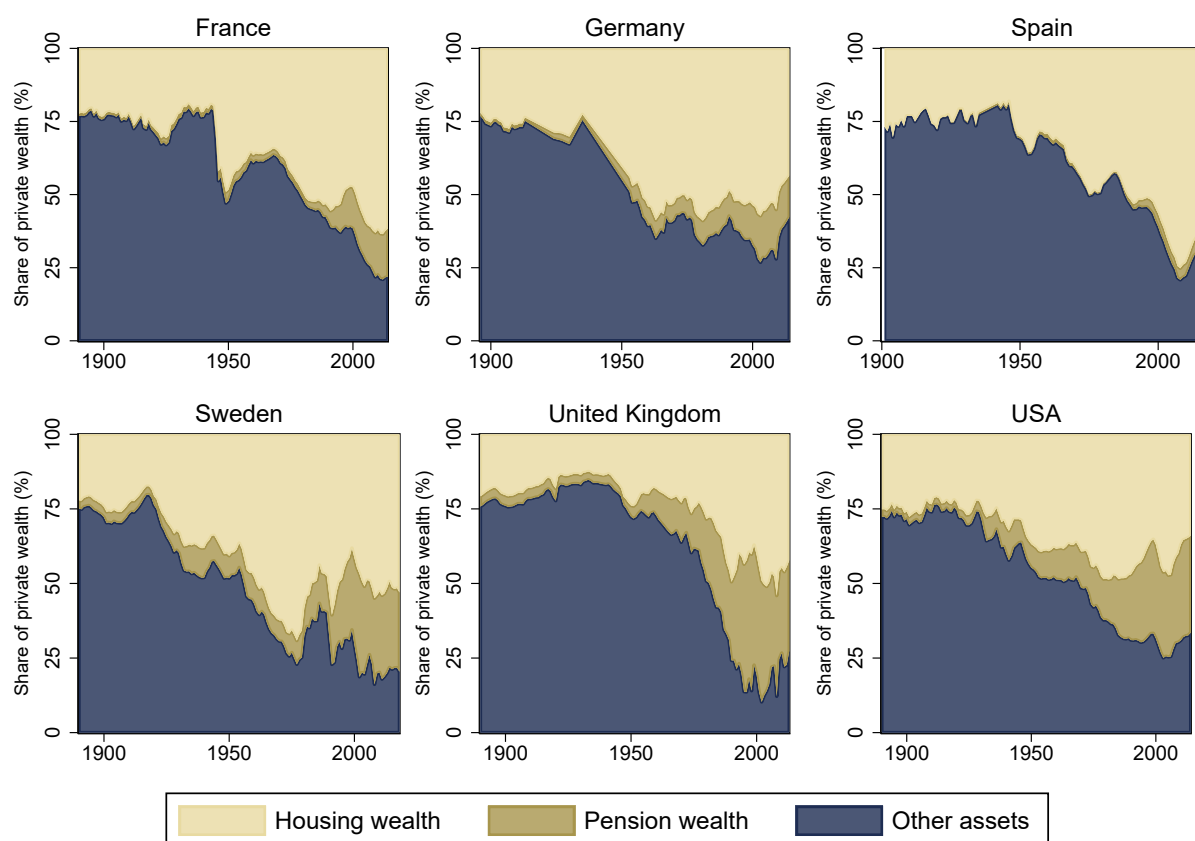 France
Germany
Spain
Share of private wealth (%)
0 25 50 75 100
1900 1950 2000
Share of private wealth (%)
0 25 50 75 100
1900 1950 2000
Share of private wealth (%)
0 25 50 75 100
1900 1950 2000
Sweden
United Kingdom
USA
Share of private wealth (%)
0 25 50 75 100
1900 1950 2000
Share of private wealth (%)
0 25 50 75 100
1900 1950 2000
Share of private wealth (%)
0 25 50 75 100
1900 1950 2000
Housing wealth
Pension wealth
Other assets